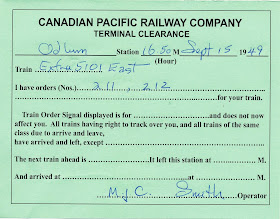 CANADIAN PACIFIC RAILWAY COMPANY
TERMINAL CLEARANCE
Odlum Station 16.50 M Sept 15 1949
(Hour)
Train Extra 5101 East
I have orders (Nos.) 311, 212
for your train.
Train Order Signal displayed is for and does not now
affect you. All trains having right to track over you, and all trains of the same
class due to arrive and leave,
have arrived and left, except
The next train ahead is It left this station at M.
And arrived at at M.
M.J.C. Smith Operator